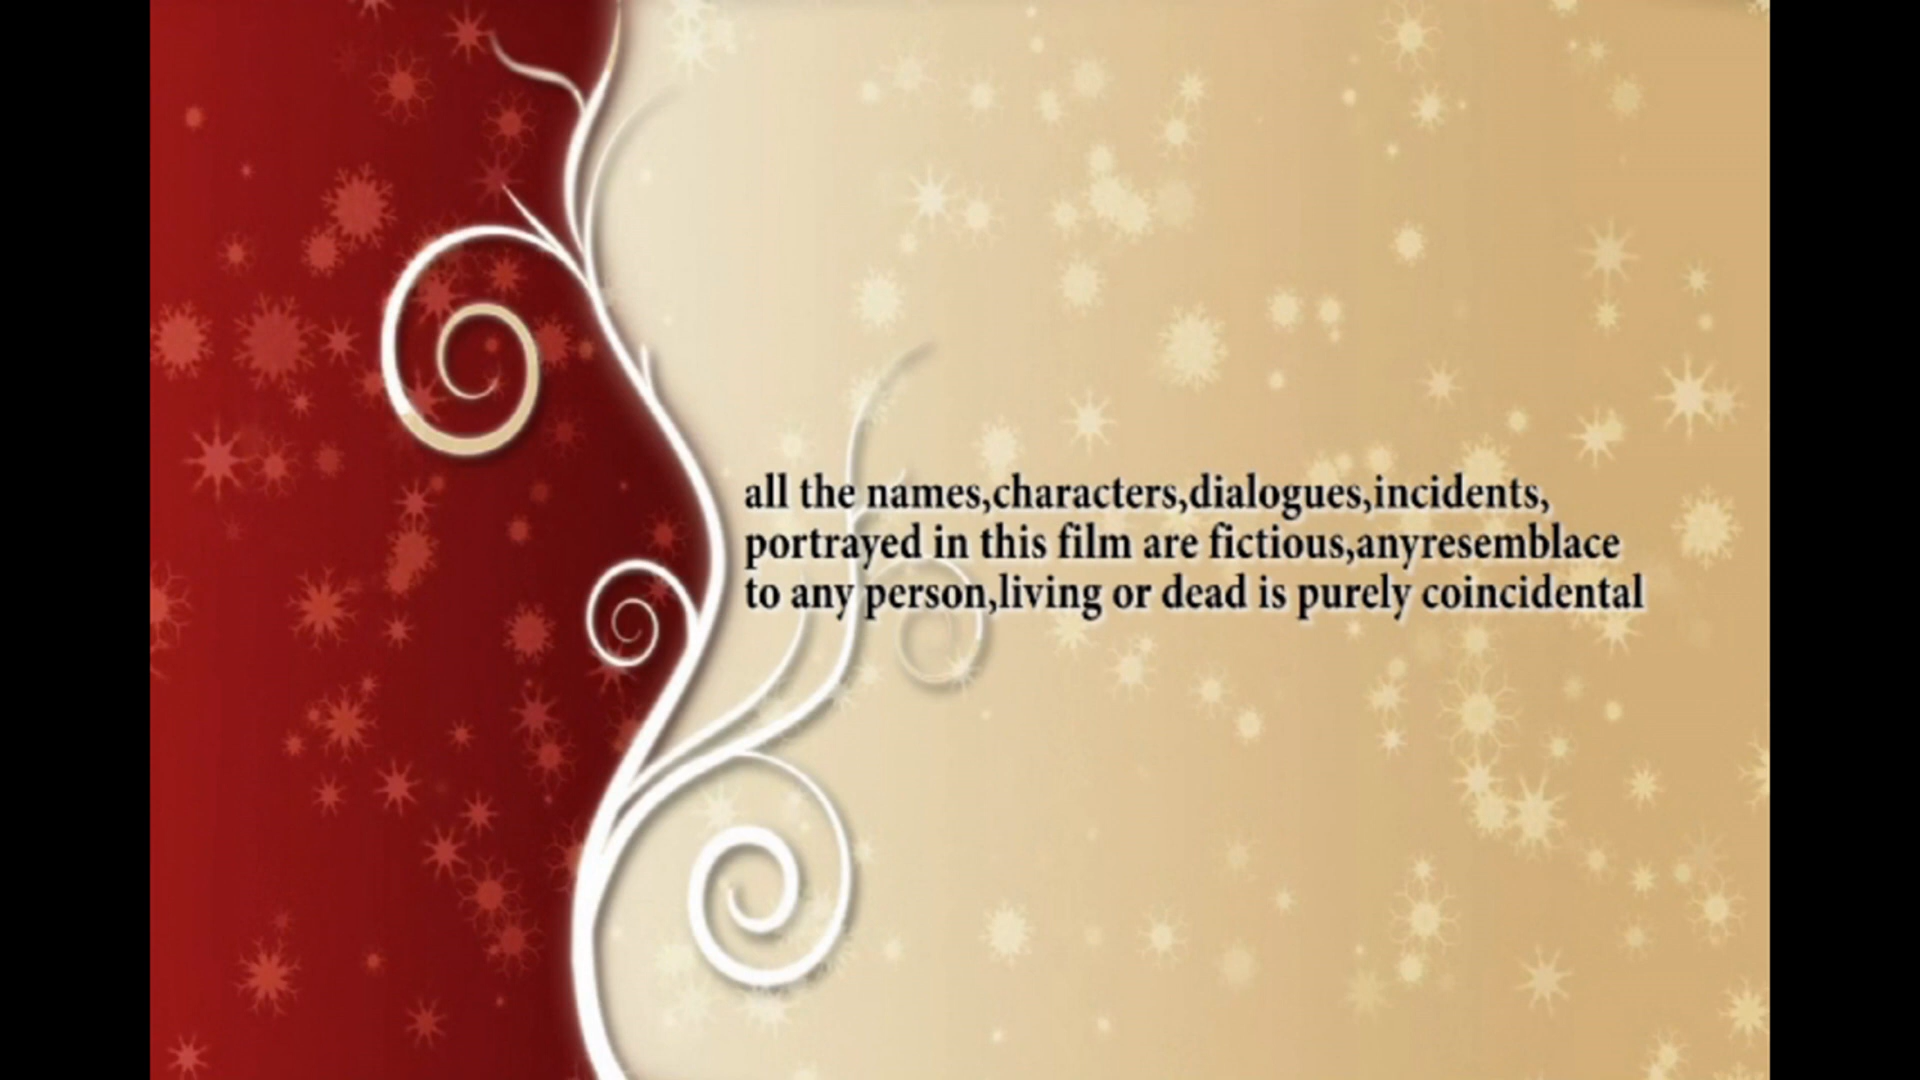 all the names,characters,dialogues,incidents,
portrayed in this film are fictious,anyresemblace
to any person,living or dead is purely coincidental